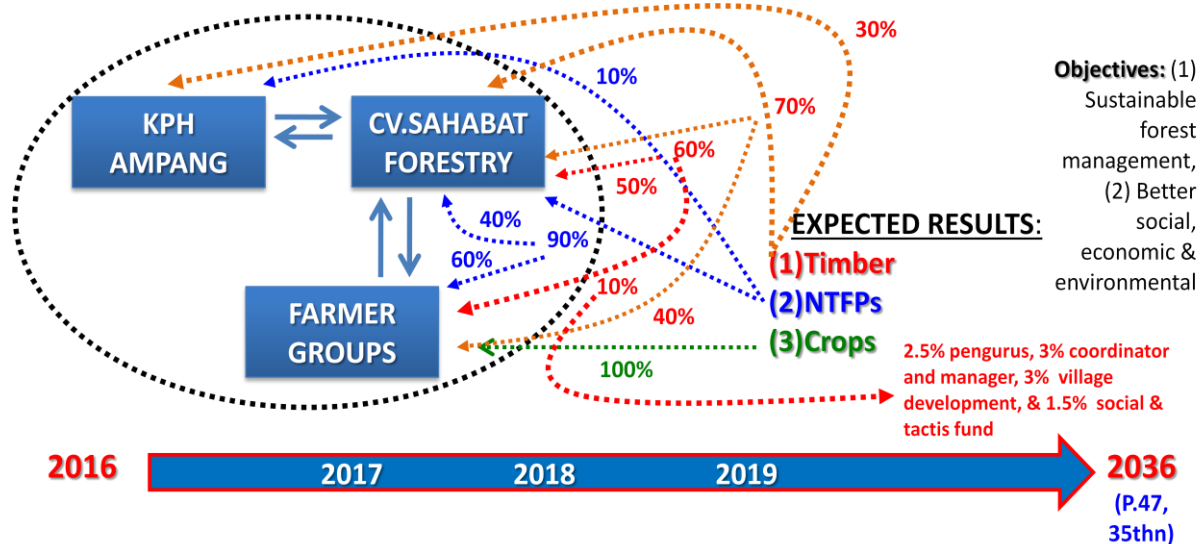 30%
10%
Objectives: (1)
Sustainable
forest
management,
(2) Better
social,
economic &
environmental
KPH
AMPANG
CV.SAHABAT
FORESTRY
70%
60%
50%
40%
90%
60%
EXPECTED RESULTS:
(1)Timber
(2)NTFPs
(3)Crops
10%
40%
100%
FARMER
GROUPS
2.5% pengurus, 3% coordinator
and manager, 3% village
development, & 1.5% social &
tactis fund
2016
2017
2018
2019
2036
(P.47,
35thn)